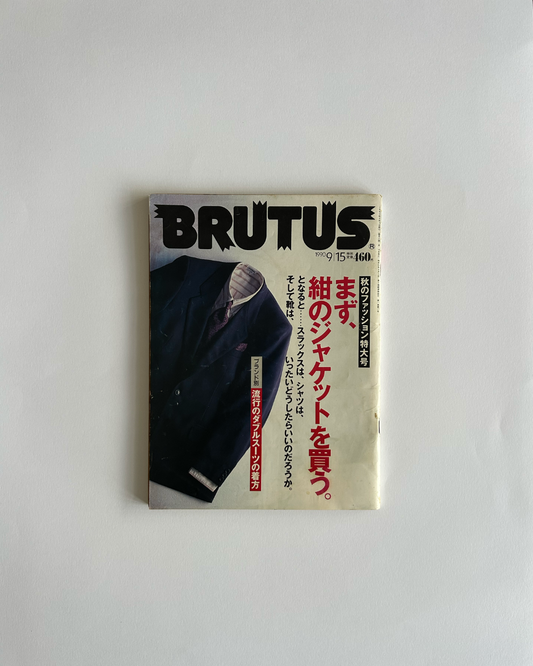 BRUTUS
1990 9/15 460
秋のファッション特大号
まず、
紺のジャケットを買う。
となると……スラックスは、シャツは、
そして靴は、
いったいどうしたらいいのだろうか。
ブランド別
流行のダブルスーツの着方